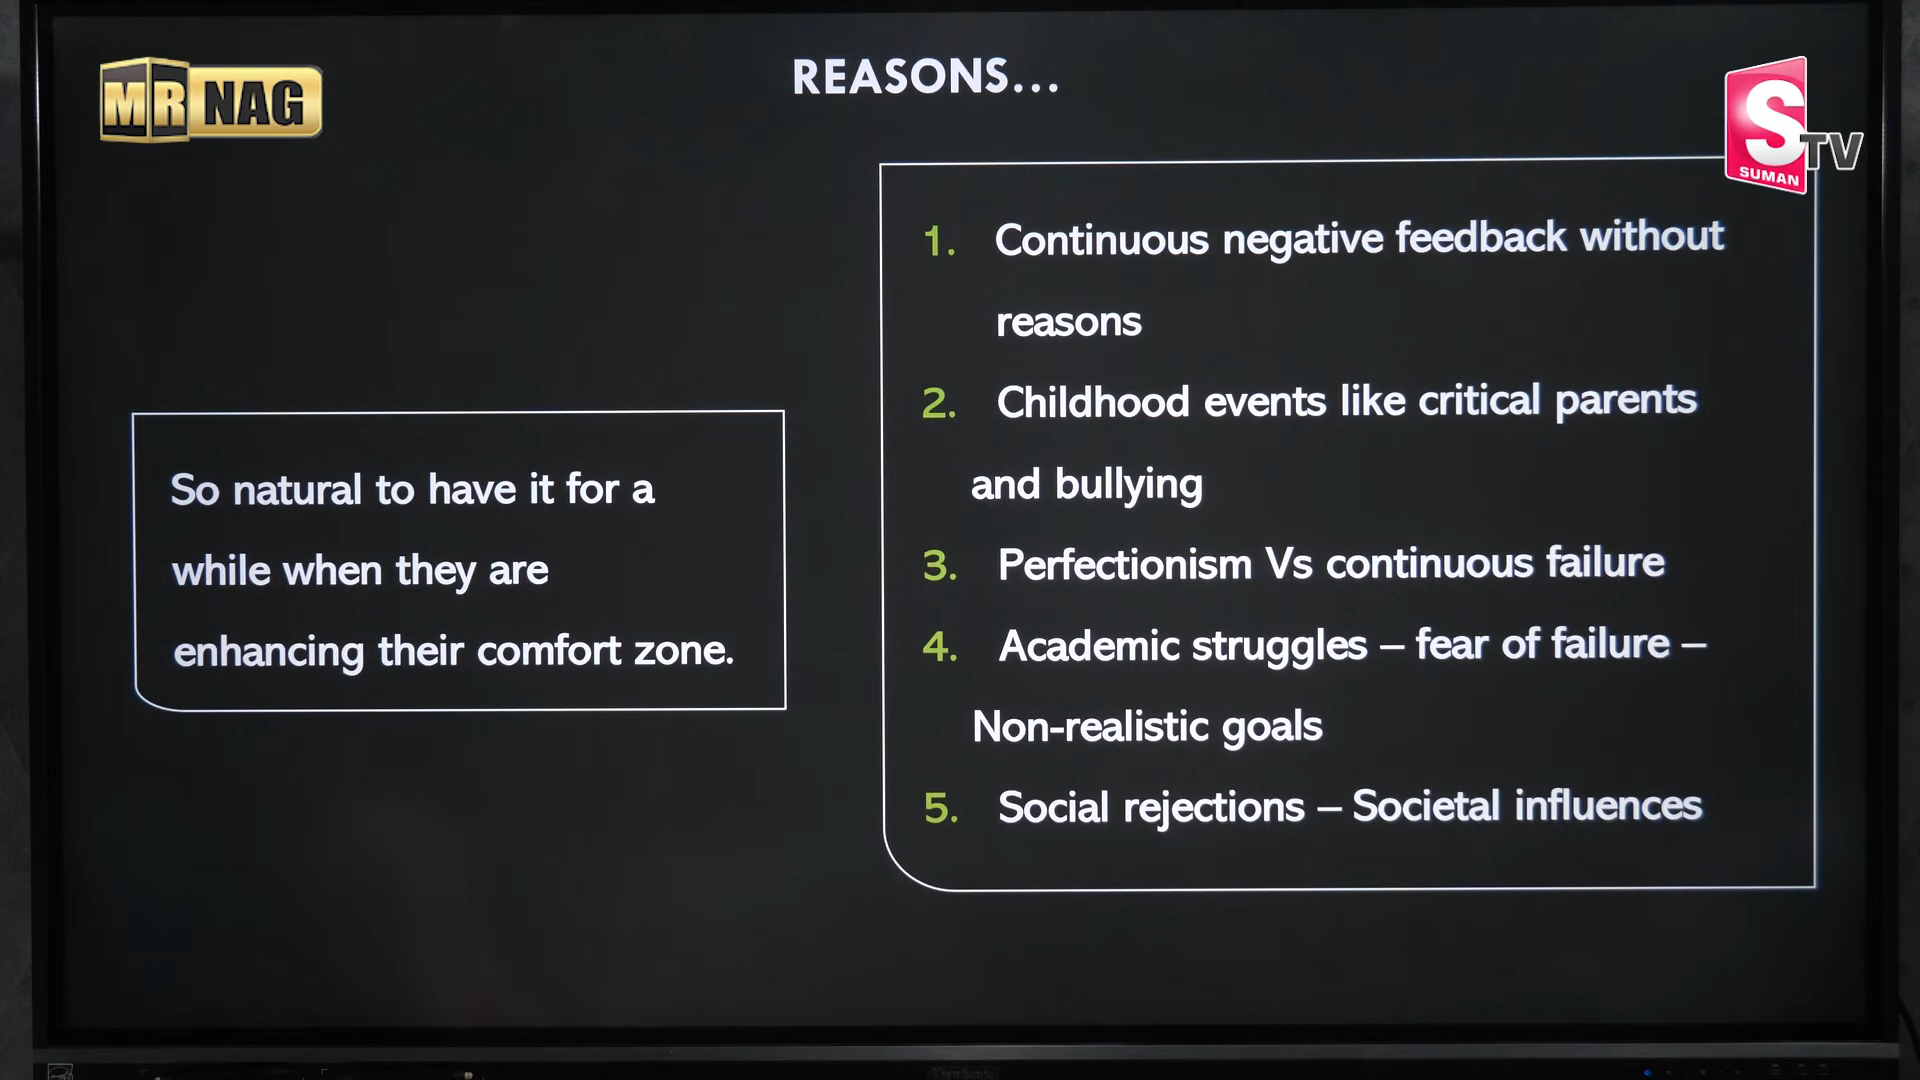 MR NAG
REASONS...
S
TV
SUMAN
So natural to have it for a
while when they are
enhancing their comfort zone.
1. Continuous negative feedback without
reasons
2. Childhood events like critical parents
and bullying
3. Perfectionism Vs continuous failure
4. Academic struggles – fear of failure –
Non-realistic goals
5. Social rejections – Societal influences
ViewSonic